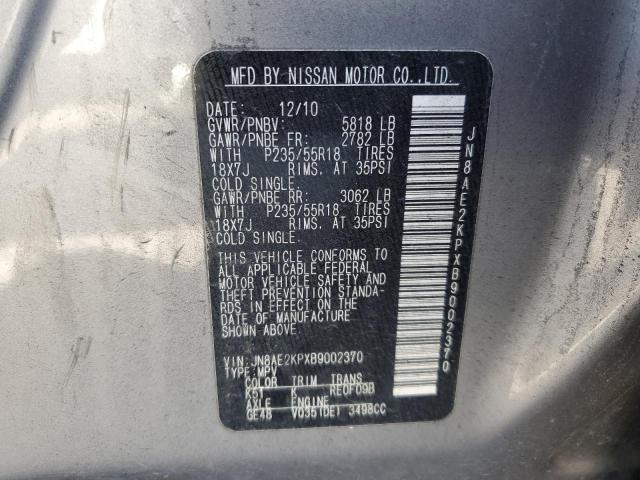 MFD BY NISSAN MOTOR CO.,LTD.
DATE: 12/10
GVWR/PNBV: 5818 LB
GAWR/PNBE FR: 2782 LB
WITH P235/55R18 TIRES
18X7J RIMS. AT 35PSI
COLD SINGLE.
GAWR/PNBE RR: 3062 LB
WITH P235/55R18 TIRES
18X7J RIMS. AT 35PSI
COLD SINGLE.
THIS VEHICLE CONFORMS TO
ALL APPLICABLE FEDERAL
MOTOR VEHICLE SAFETY AND
THEFT PREVENTION STANDA-
RDS IN EFFECT ON THE
DATE OF MANUFACTURE
SHOWN ABOVE.
VIN: JN8AE2KPXB9002370
TYPE: MPV
COLOR TRIM TRANS
K51 K RE0F09B
AXLE ENGINE
GE48 VQ35(DE) 3498CC
JN8AE2KPXB9002370